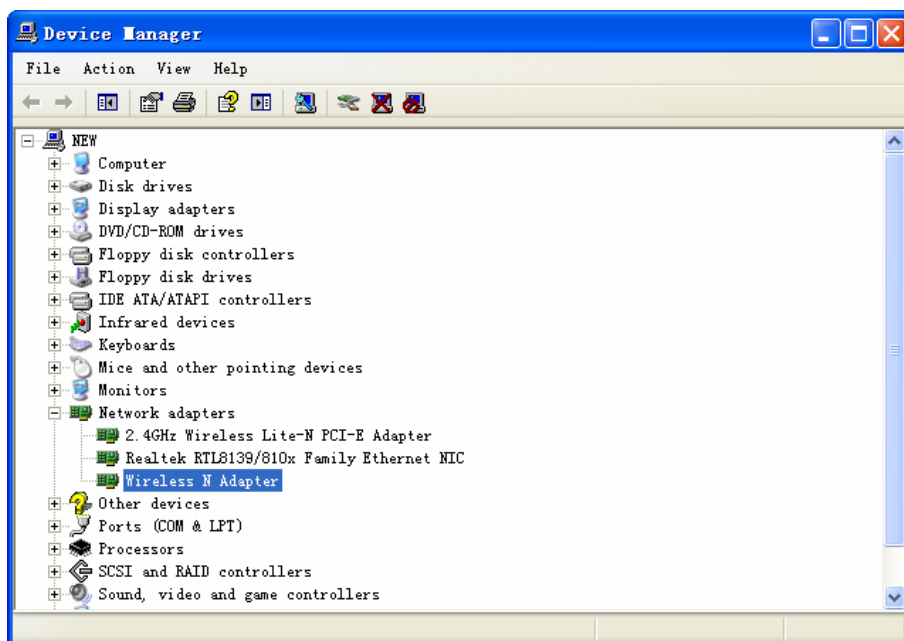 Device Manager
File Action View Help
NEW
Computer
Disk drives
Display adapters
DVD/CD-ROM drives
Floppy disk controllers
Floppy disk drives
IDE ATA/ATAPI controllers
Infrared devices
Keyboards
Mice and other pointing devices
Monitors
Network adapters
2.4GHz Wireless Lite-N PCI-E Adapter
Realtek RTL8139/810x Family Ethernet NIC
Wireless N Adapter
Other devices
Ports (COM & LPT)
Processors
SCSI and RAID controllers
Sound, video and game controllers